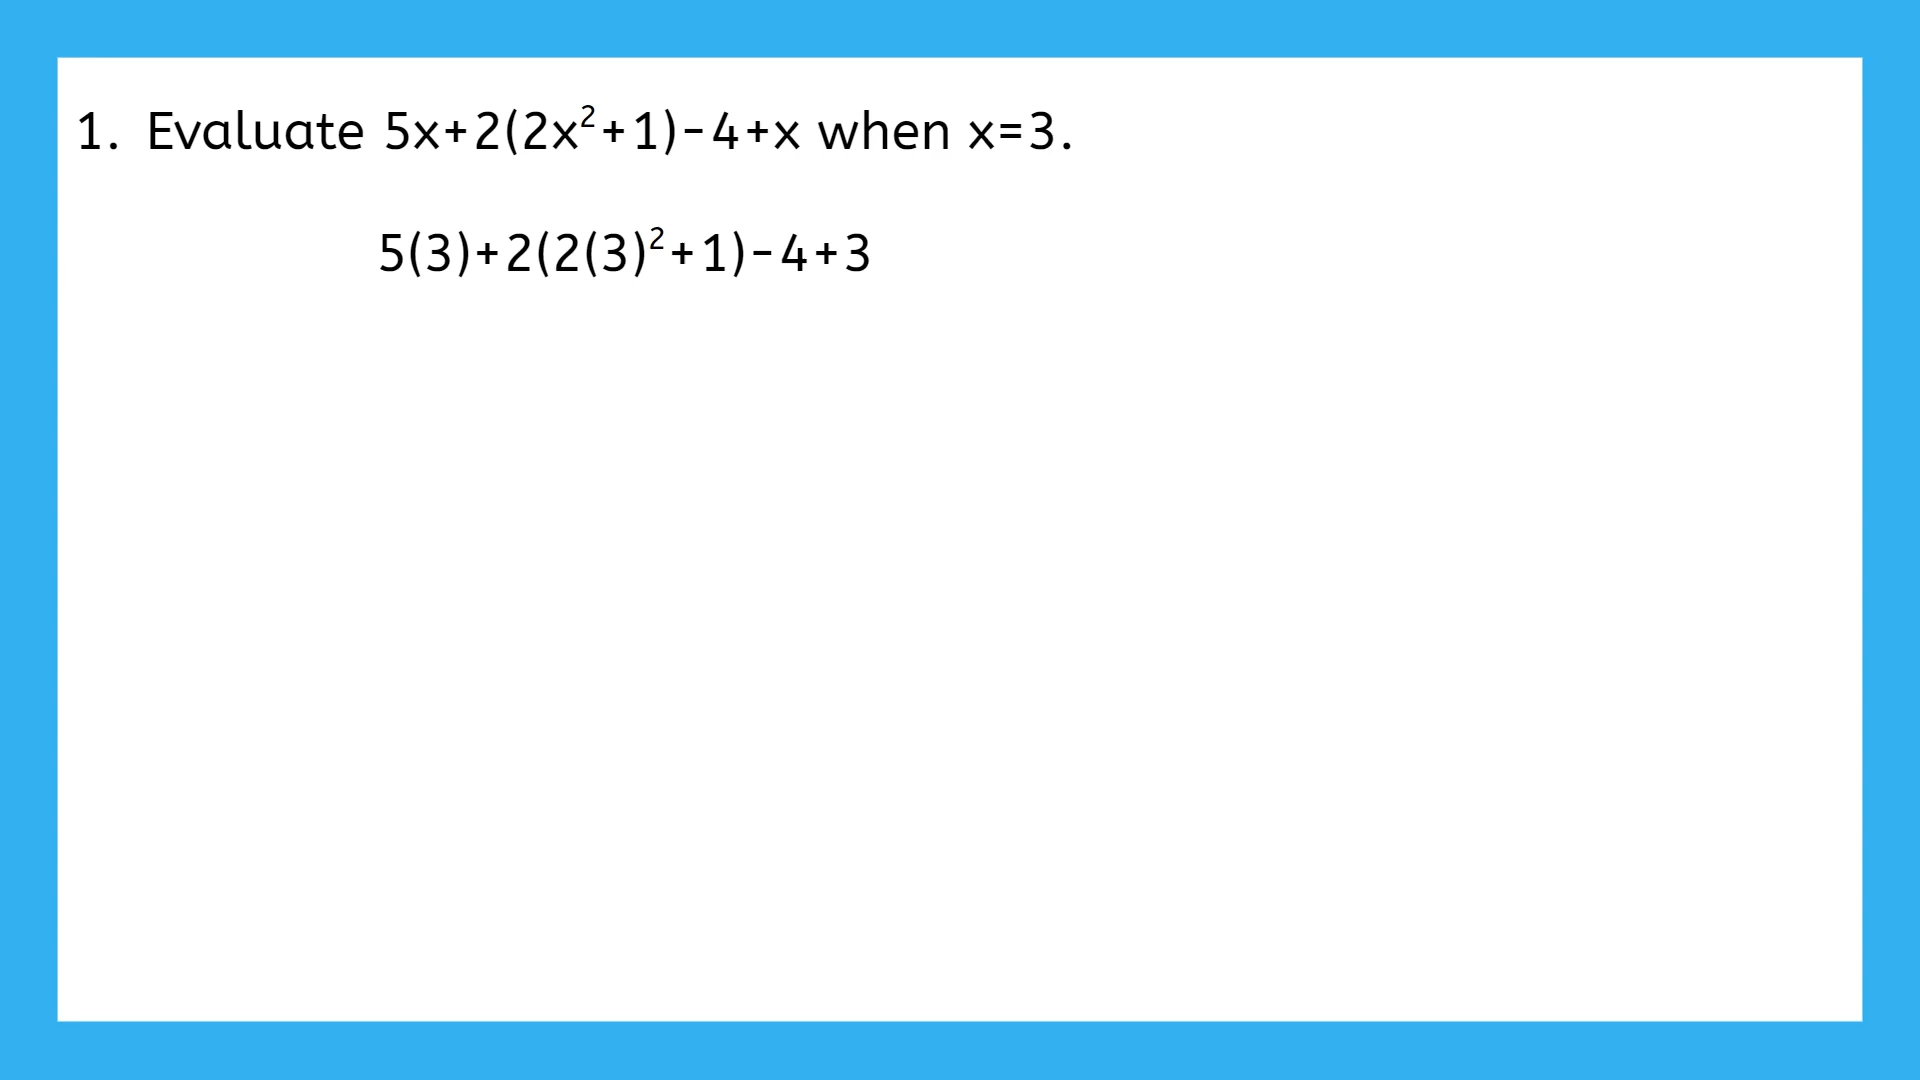 1. Evaluate 5x+2(2x²+1)-4+x when x=3.
5(3)+2(2(3)²+1)-4+3